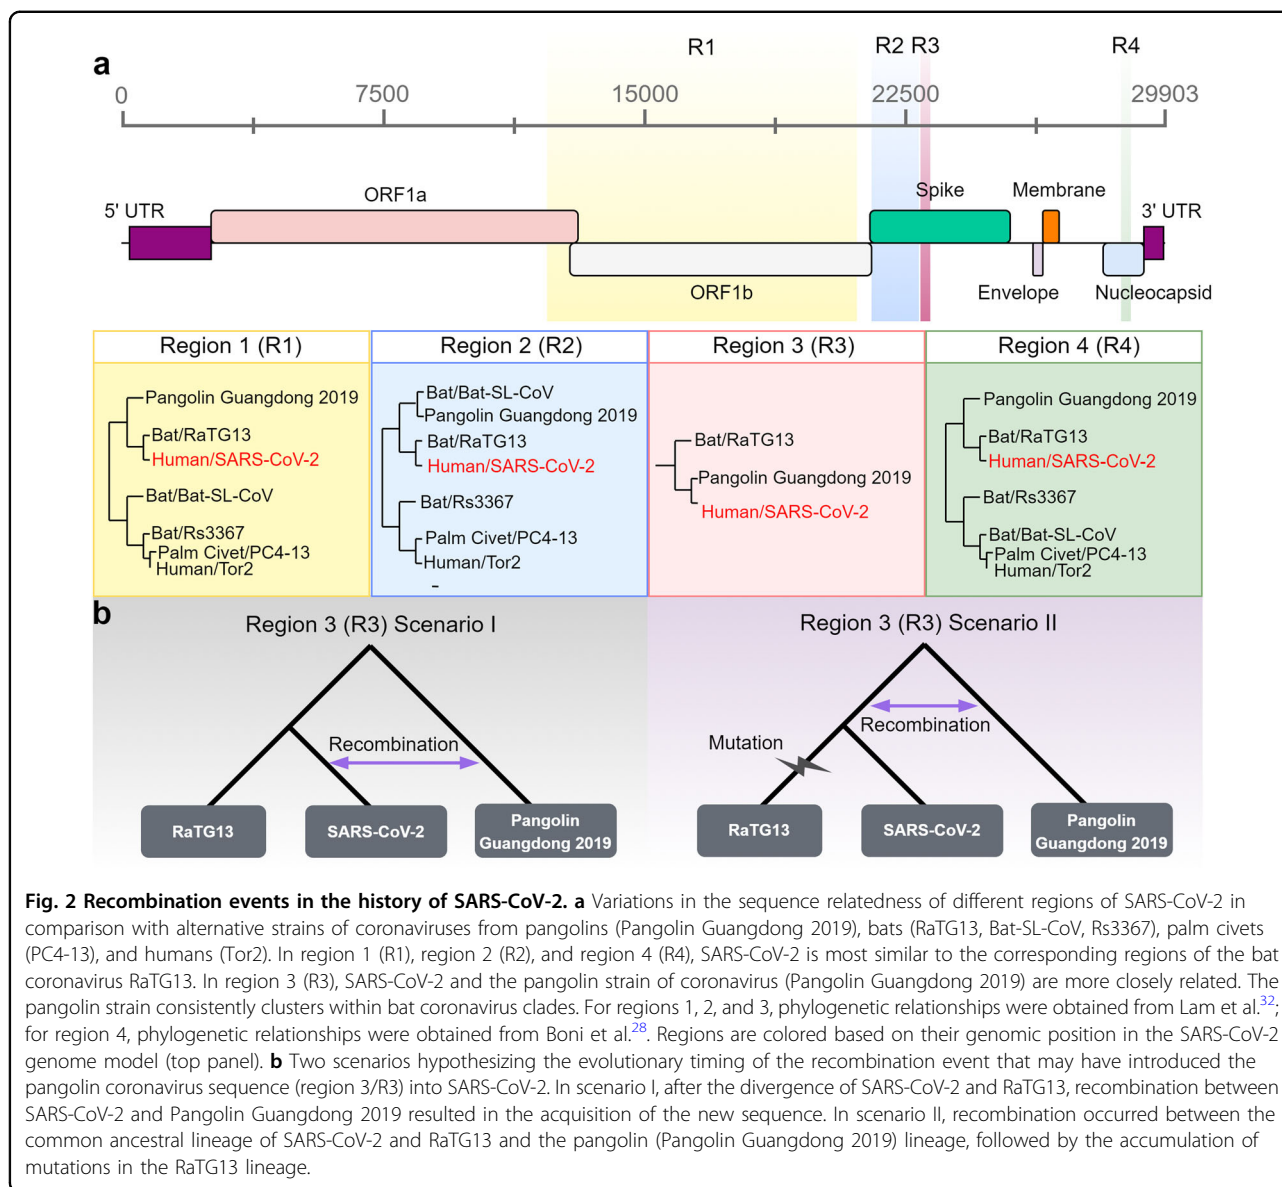 a
R1
R2
R3
R4
0
7500
15000
22500
29903
5' UTR
ORF1a
ORF1b
Spike
Membrane
3' UTR
Envelope
Nucleocapsid
Region 1 (R1)
Pangolin Guangdong 2019
Bat/RaTG13
Human/SARS-CoV-2
Bat/Bat-SL-CoV
Bat/Rs3367
Palm Civet/PC4-13
Human/Tor2
Region 2 (R2)
Bat/Bat-SL-CoV
Pangolin Guangdong 2019
Bat/RaTG13
Human/SARS-CoV-2
Bat/Rs3367
Palm Civet/PC4-13
Human/Tor2
-
Region 3 (R3)
Bat/RaTG13
Pangolin Guangdong 2019
Human/SARS-CoV-2
Region 4 (R4)
Pangolin Guangdong 2019
Bat/RaTG13
Human/SARS-CoV-2
Bat/Rs3367
Bat/Bat-SL-CoV
Palm Civet/PC4-13
Human/Tor2
b
Region 3 (R3) Scenario I
Recombination
RaTG13
SARS-CoV-2
Pangolin
Guangdong 2019
Region 3 (R3) Scenario II
Recombination
Mutation
RaTG13
SARS-CoV-2
Pangolin
Guangdong 2019
Fig. 2 Recombination events in the history of SARS-CoV-2. a Variations in the sequence relatedness of different regions of SARS-CoV-2 in
comparison with alternative strains of coronaviruses from pangolins (Pangolin Guangdong 2019), bats (RaTG13, Bat-SL-CoV, Rs3367), palm civets
(PC4-13), and humans (Tor2). In region 1 (R1), region 2 (R2), and region 4 (R4), SARS-CoV-2 is most similar to the corresponding regions of the bat
coronavirus RaTG13. In region 3 (R3), SARS-CoV-2 and the pangolin strain of coronavirus (Pangolin Guangdong 2019) are more closely related. The
pangolin strain consistently clusters within bat coronavirus clades. For regions 1, 2, and 3, phylogenetic relationships were obtained from Lam et al.32;
for region 4, phylogenetic relationships were obtained from Boni et al.28. Regions are colored based on their genomic position in the SARS-CoV-2
genome model (top panel). b Two scenarios hypothesizing the evolutionary timing of the recombination event that may have introduced the
pangolin coronavirus sequence (region 3/R3) into SARS-CoV-2. In scenario I, after the divergence of SARS-CoV-2 and RaTG13, recombination between
SARS-CoV-2 and Pangolin Guangdong 2019 resulted in the acquisition of the new sequence. In scenario II, recombination occurred between the
common ancestral lineage of SARS-CoV-2 and RaTG13 and the pangolin (Pangolin Guangdong 2019) lineage, followed by the accumulation of
mutations in the RaTG13 lineage.